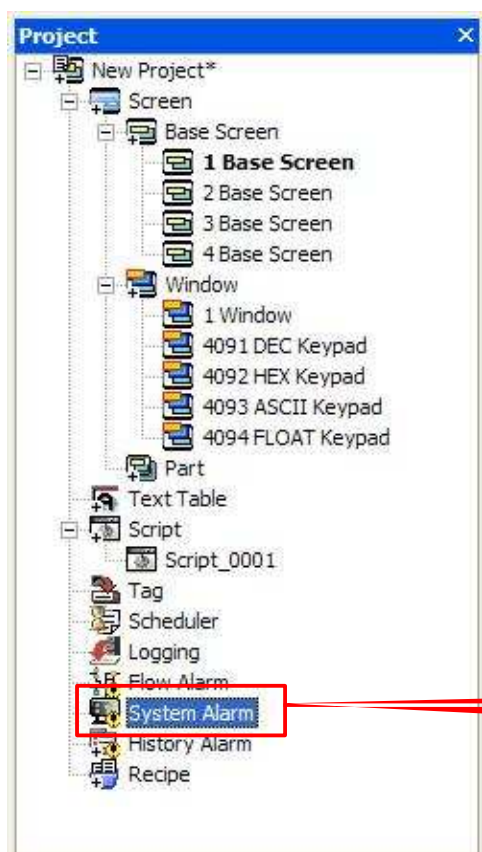 Project
New Project*
Screen
Base Screen
1 Base Screen
2 Base Screen
3 Base Screen
4 Base Screen
Window
1 Window
4091 DEC Keypad
4092 HEX Keypad
4093 ASCII Keypad
4094 FLOAT Keypad
Part
Text Table
Script
Script_0001
Tag
Scheduler
Logging
Flow Alarm
System Alarm
History Alarm
Recipe